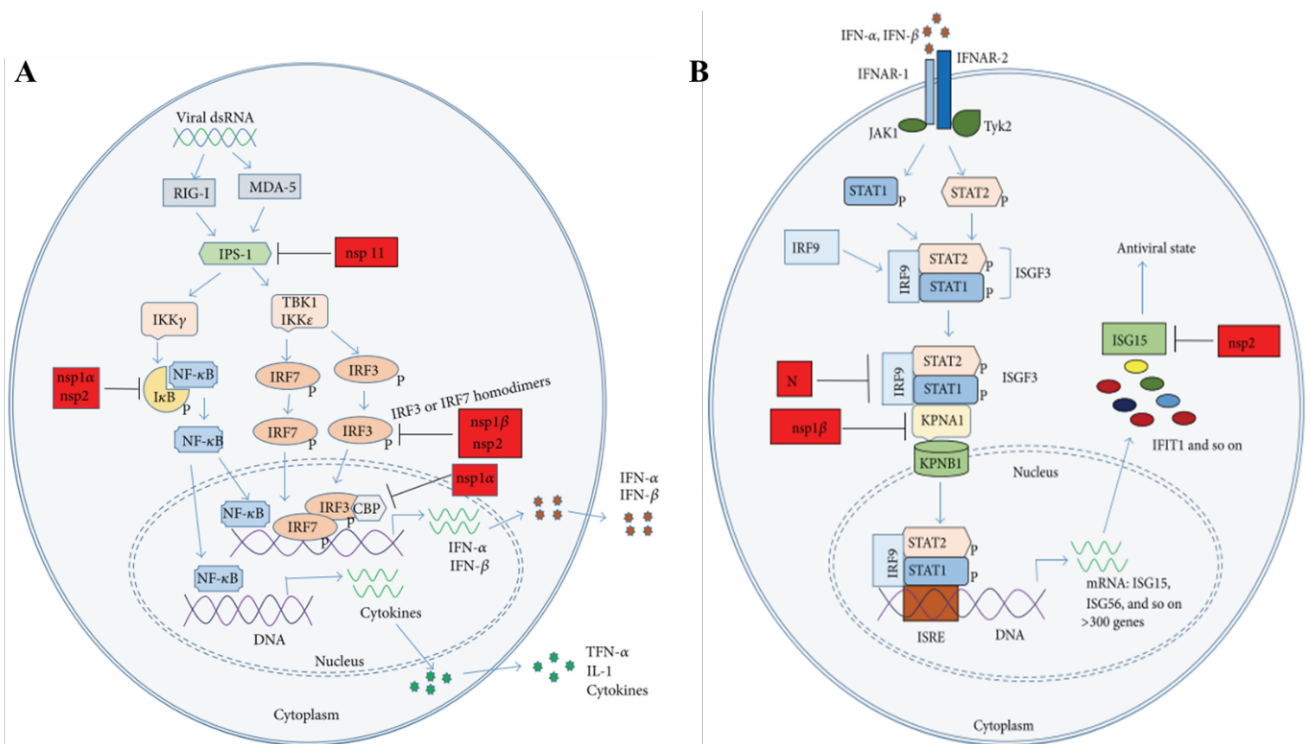 A
Viral dsRNA
RIG-I
MDA-5
IPS-1
nsp 11
TBK1
IKKε
IKKγ
nsp1α
nsp2
NF-κB
IκB
P
IRF7
P
IRF3
P
IRF3 or IRF7 homodimers
NF-κB
IRF7
P
IRF3
P
nsp1β
nsp2
nsp1α
NF-κB
IRF3
CBP
P
IRF7
P
IFN-α
IFN-β
IFN-α
IFN-β
NF-κB
DNA
Cytokines
Nucleus
TFN-α
IL-1
Cytokines
Cytoplasm
B
IFN-α, IFN-β
IFNAR-1
IFNAR-2
JAK1
Tyk2
STAT1
P
STAT2
P
IRF9
IRF9
STAT2
P
STAT1
P
ISGF3
N
IRF9
STAT2
P
STAT1
P
ISGF3
nsp1β
KPNA1
KPNB1
Nucleus
Antiviral state
ISG15
nsp2
IFIT1 and so on
IRF9
STAT2
P
STAT1
P
ISRE
DNA
mRNA: ISG15,
ISG56, and so on
>300 genes
Cytoplasm